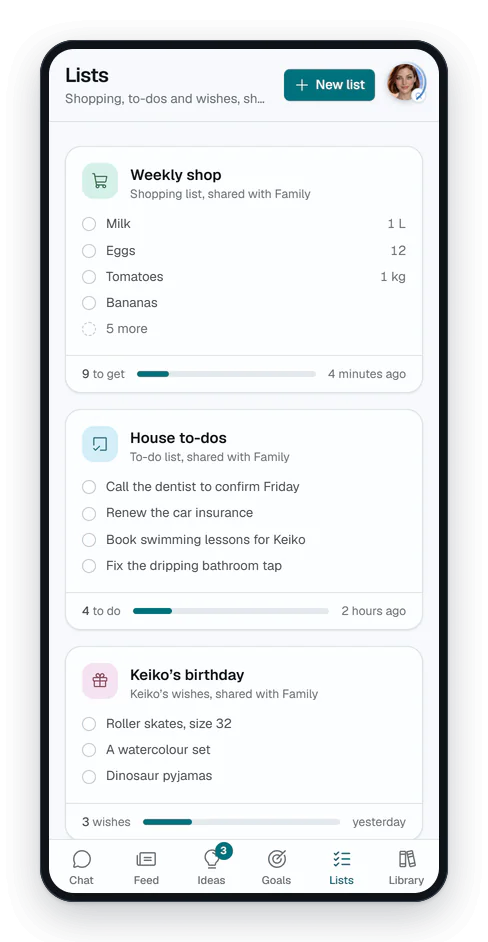 Lists
Shopping, to-dos and wishes, sh...
New list
Weekly shop
Shopping list, shared with Family
Milk 1 L
Eggs 12
Tomatoes 1 kg
Bananas
5 more
9 to get 4 minutes ago
House to-dos
To-do list, shared with Family
Call the dentist to confirm Friday
Renew the car insurance
Book swimming lessons for Keiko
Fix the dripping bathroom tap
4 to do 2 hours ago
Keiko’s birthday
Keiko’s wishes, shared with Family
Roller skates, size 32
A watercolour set
Dinosaur pyjamas
3 wishes yesterday
3
Chat Feed Ideas Goals Lists Library